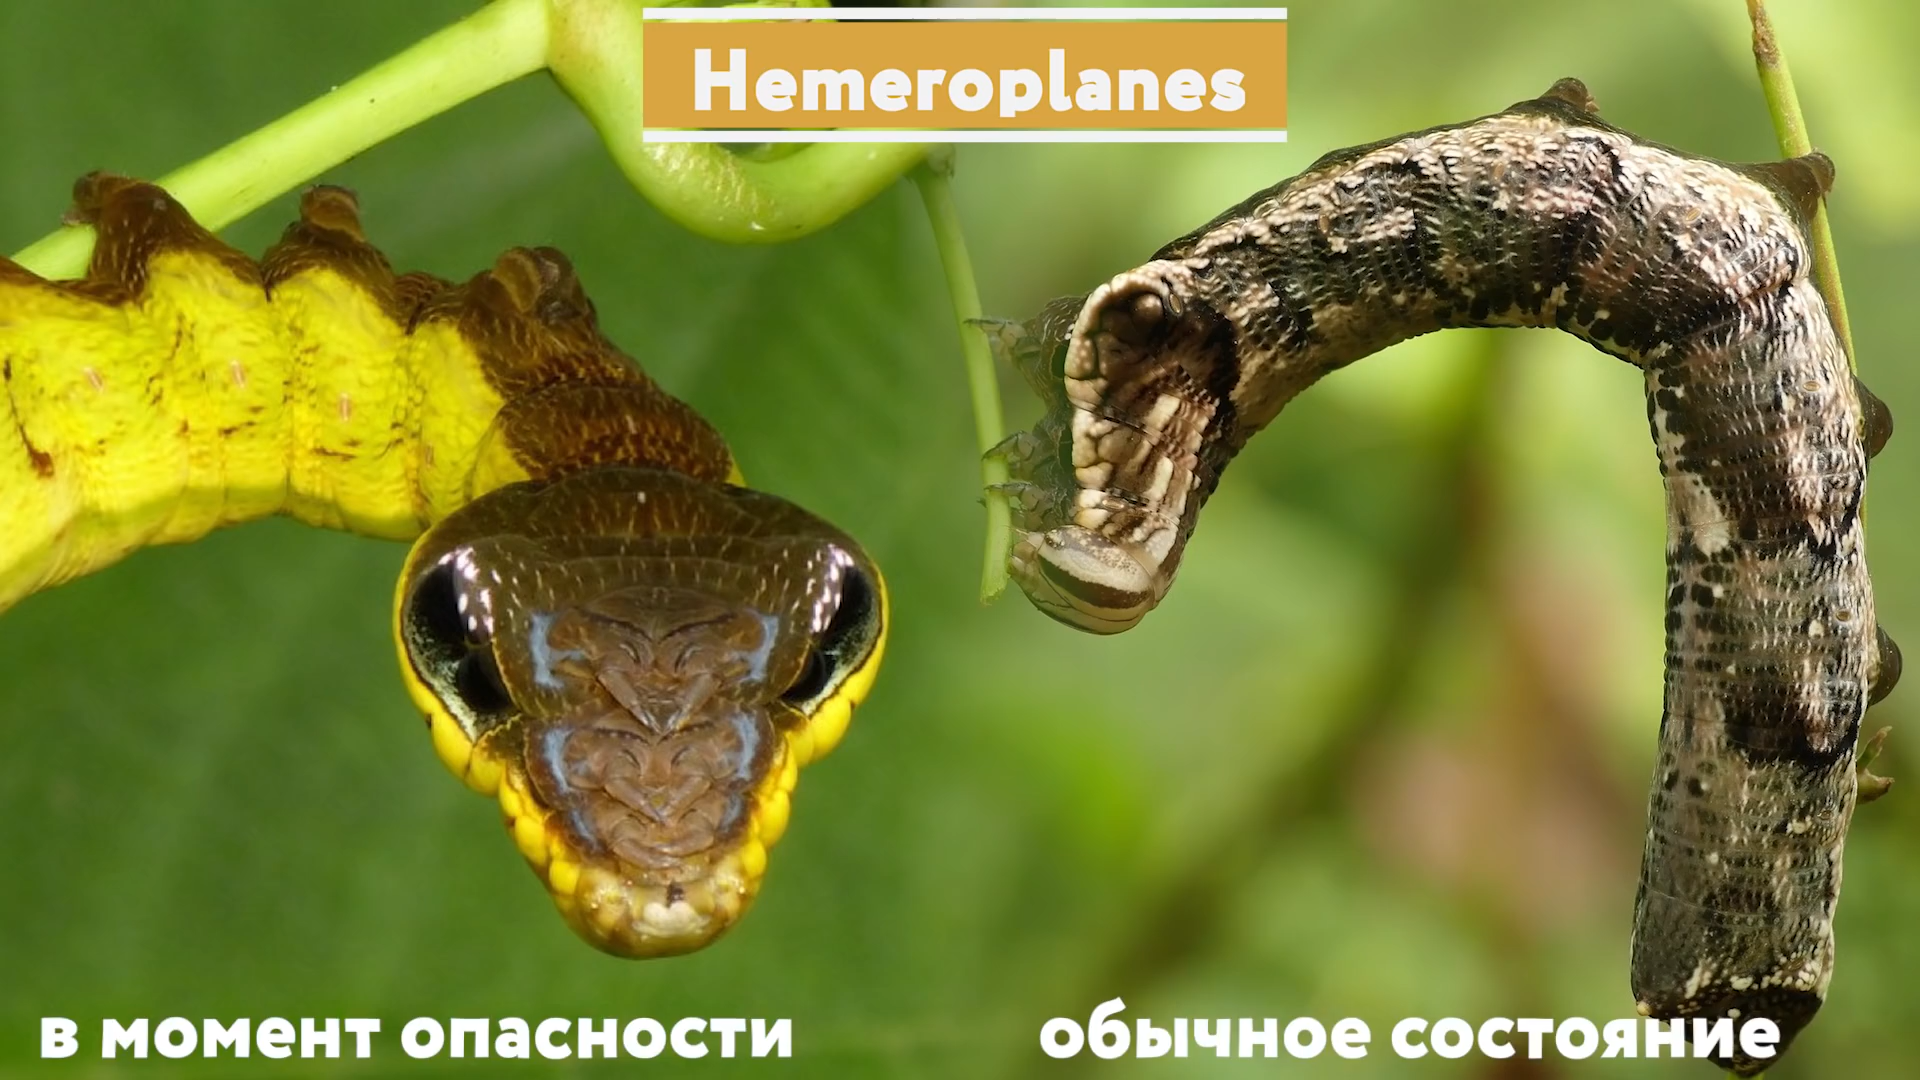 Hemeroplanes
в момент опасности
обычное состояние